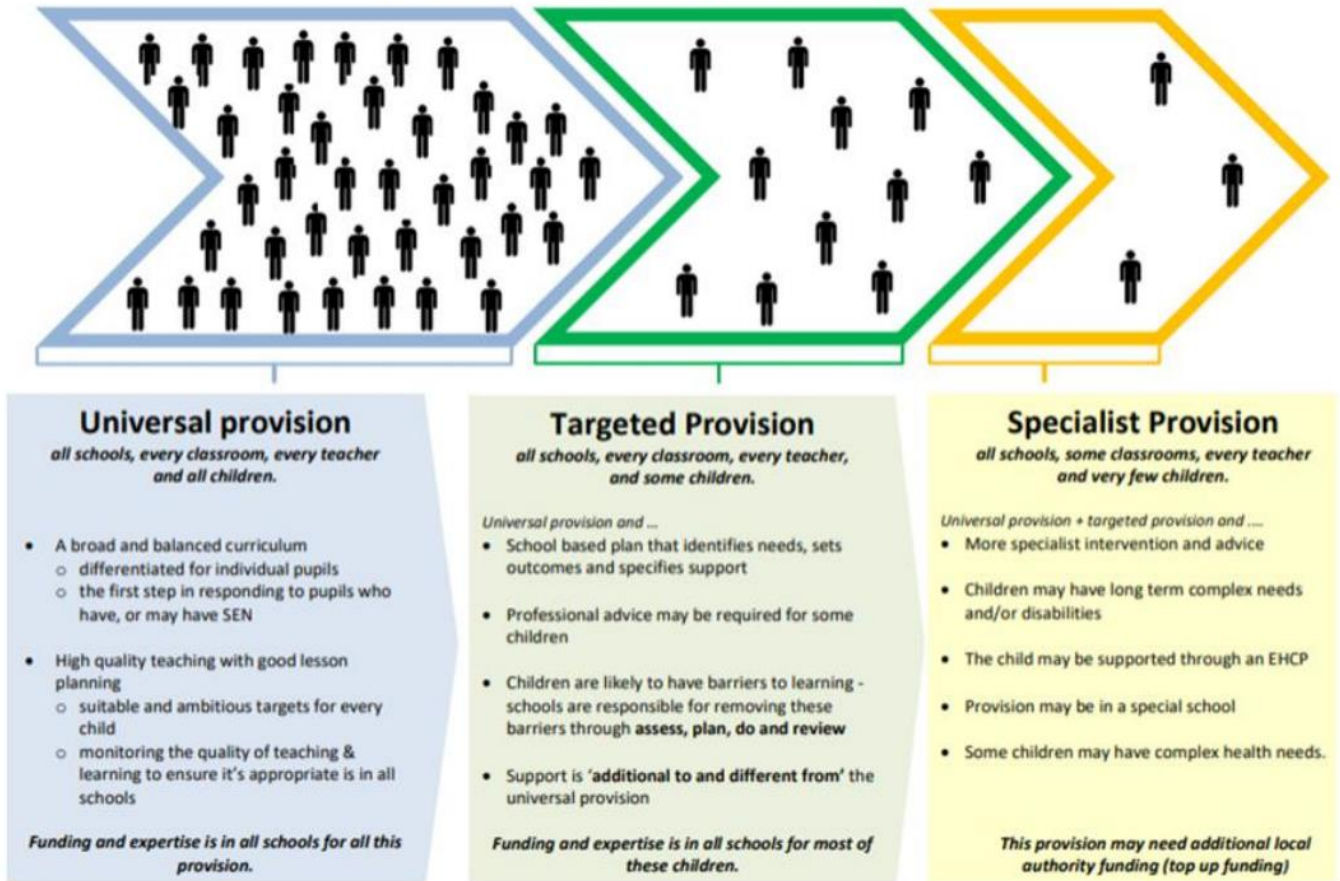 Universal provision
all schools, every classroom, every teacher
and all children.
• A broad and balanced curriculum
o differentiated for individual pupils
o the first step in responding to pupils who
have, or may have SEN
• High quality teaching with good lesson
planning
o suitable and ambitious targets for every
child
o monitoring the quality of teaching &
learning to ensure it's appropriate is in all
schools
Funding and expertise is in all schools for all this
provision.
Targeted Provision
all schools, every classroom, every teacher,
and some children.
Universal provision and ...
• School based plan that identifies needs, sets
outcomes and specifies support
• Professional advice may be required for some
children
• Children are likely to have barriers to learning -
schools are responsible for removing these
barriers through assess, plan, do and review
• Support is 'additional to and different from' the
universal provision
Funding and expertise is in all schools for most of
these children.
Specialist Provision
all schools, some classrooms, every teacher
and very few children.
Universal provision + targeted provision and ....
• More specialist intervention and advice
• Children may have long term complex needs
and/or disabilities
• The child may be supported through an EHCP
• Provision may be in a special school
• Some children may have complex health needs.
This provision may need additional local
authority funding (top up funding)